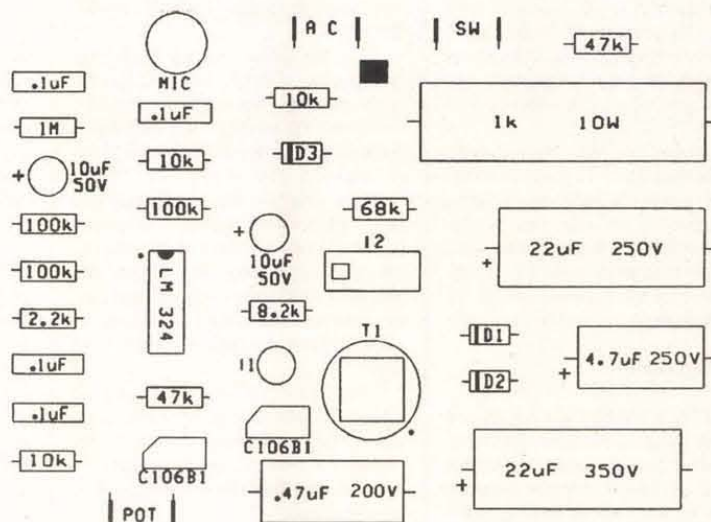 A C
SW
47k
MIC
.1uF
10k
.1uF
1k 10W
1M
10k
D3
+
10uF
50V
100k
100k
68k
+
10uF
50V
I2
22uF 250V
+
100k
LM 324
2.2k
8.2k
T1
D1
.1uF
I1
4.7uF 250V
+
D2
47k
.1uF
C106B1
10k
C106B1
.47uF 200V
22uF 350V
+
POT